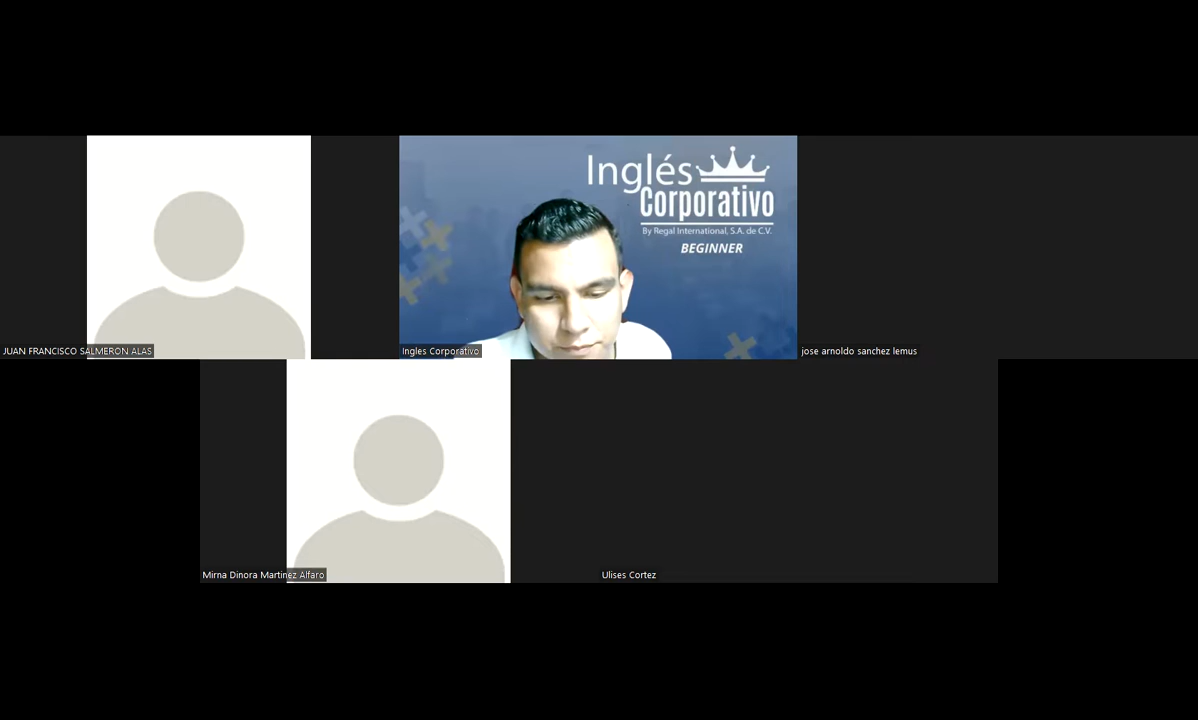 Inglés
Corporativo
By Regal International, S.A. de C.V.
BEGINNER
JUAN FRANCISCO SALMERON ALAS
Ingles Corporativo
jose arnoldo sanchez lemus
Mirna Dinora Martinez Alfaro
Ulises Cortez